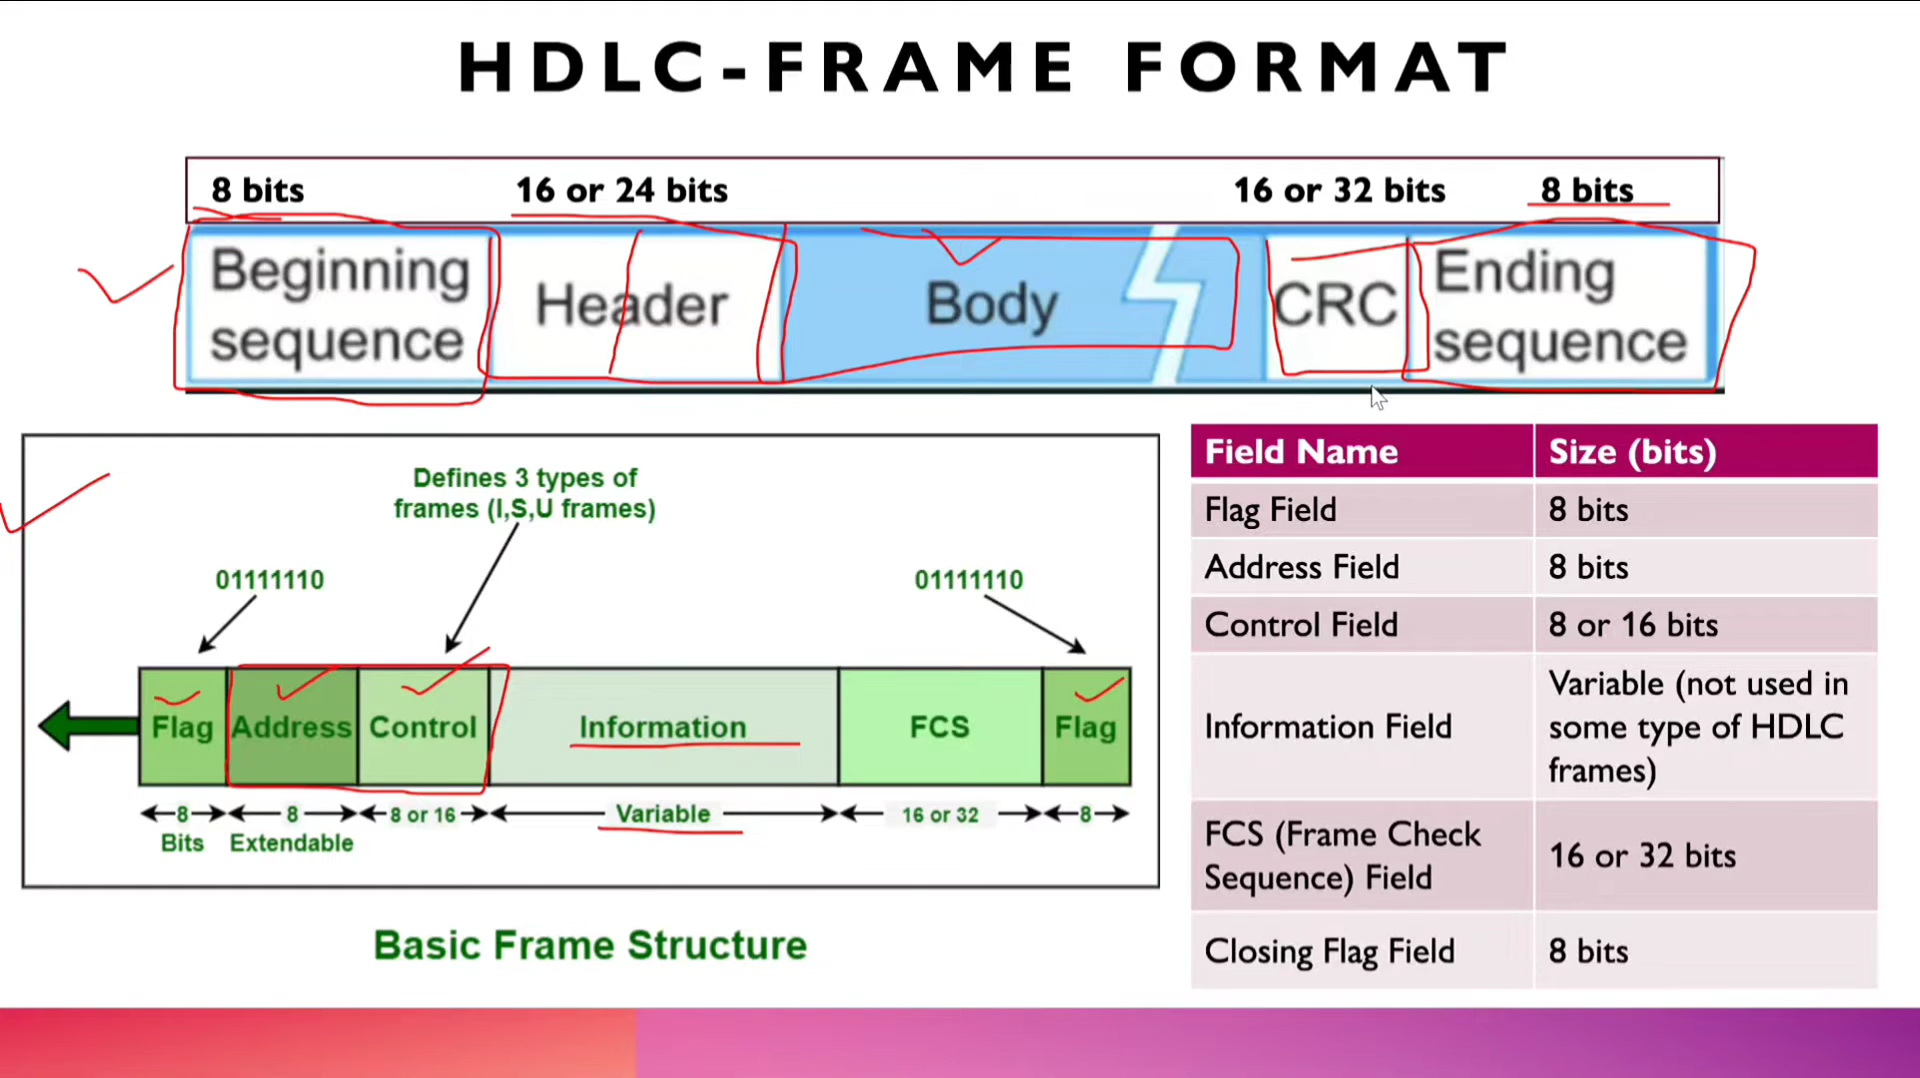 HDLC-FRAME FORMAT
8 bits 16 or 24 bits 16 or 32 bits 8 bits
Beginning
sequence
Header
Body
CRC
Ending
sequence
Defines 3 types of
frames (I,S,U frames)
01111110 01111110
Flag Address Control Information FCS Flag
8 8 8 or 16 Variable 16 or 32 8
Bits Extendable
Basic Frame Structure
Field Name Size (bits)
Flag Field 8 bits
Address Field 8 bits
Control Field 8 or 16 bits
Information Field
Variable (not used in
some type of HDLC
frames)
FCS (Frame Check
Sequence) Field
16 or 32 bits
Closing Flag Field 8 bits